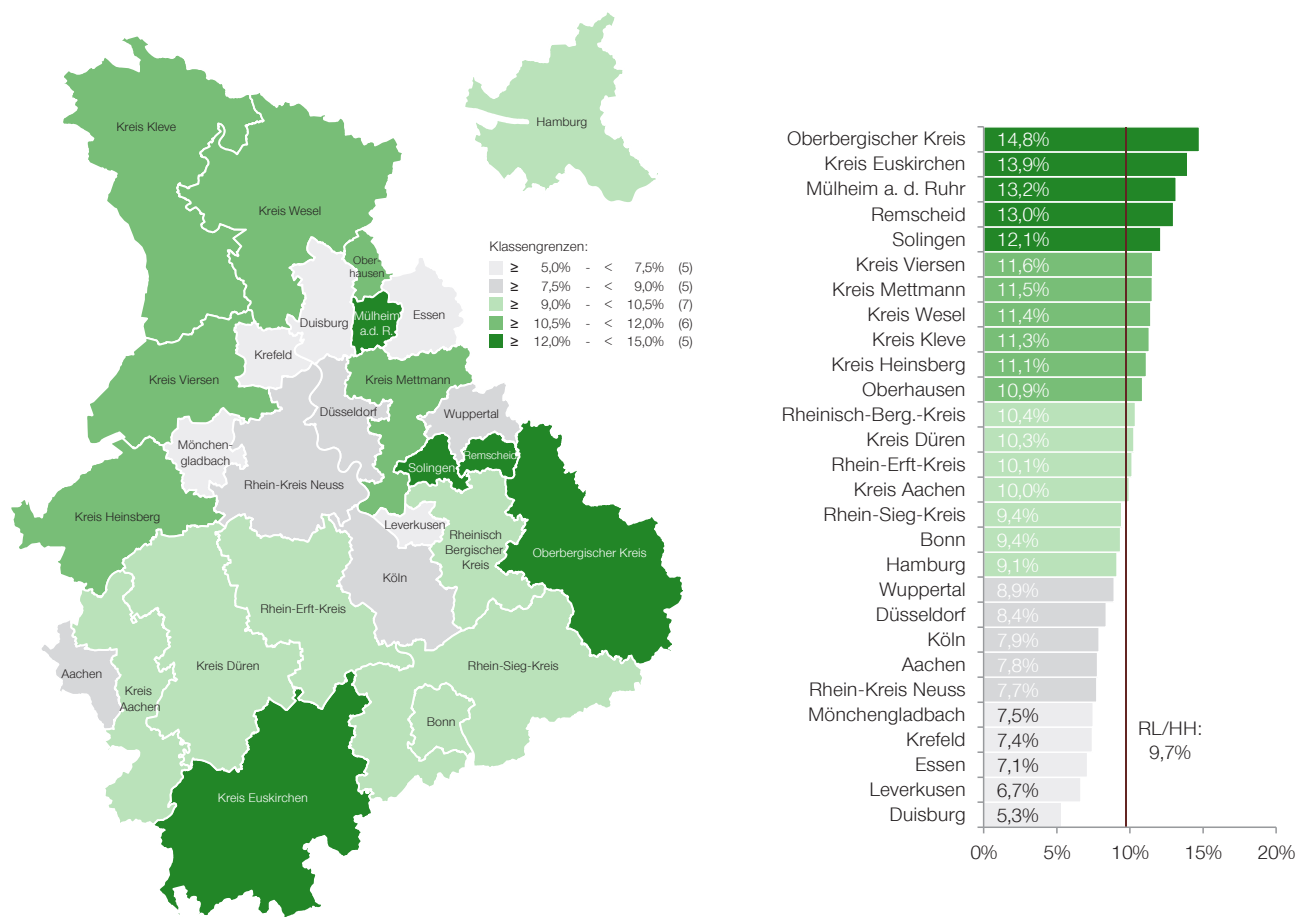 Kreis Kleve
Hamburg
Kreis Wesel
Klassengrenzen:
≥ 5,0% - < 7,5% (5)
≥ 7,5% - < 9,0% (5)
≥ 9,0% - < 10,5% (7)
≥ 10,5% - < 12,0% (6)
≥ 12,0% - < 15,0% (5)
Ober-
hausen
Duisburg
Mülheim
a.d. R.
Essen
Krefeld
Kreis Viersen
Kreis Mettmann
Düsseldorf
Wuppertal
Mönchen-
gladbach
Solingen
Remscheid
Rhein-Kreis Neuss
Kreis Heinsberg
Leverkusen
Rheinisch
Bergischer
Kreis
Oberbergischer Kreis
Köln
Rhein-Erft-Kreis
Kreis Düren
Rhein-Sieg-Kreis
Aachen
Kreis
Aachen
Bonn
Kreis Euskirchen
Oberbergischer Kreis 14,8%
Kreis Euskirchen 13,9%
Mülheim a. d. Ruhr 13,2%
Remscheid 13,0%
Solingen 12,1%
Kreis Viersen 11,6%
Kreis Mettmann 11,5%
Kreis Wesel 11,4%
Kreis Kleve 11,3%
Kreis Heinsberg 11,1%
Oberhausen 10,9%
Rheinisch-Berg.-Kreis 10,4%
Kreis Düren 10,3%
Rhein-Erft-Kreis 10,1%
Kreis Aachen 10,0%
Rhein-Sieg-Kreis 9,4%
Bonn 9,4%
Hamburg 9,1%
Wuppertal 8,9%
Düsseldorf 8,4%
Köln 7,9%
Aachen 7,8%
Rhein-Kreis Neuss 7,7%
Mönchengladbach 7,5%
Krefeld 7,4%
Essen 7,1%
Leverkusen 6,7%
Duisburg 5,3%
RL/HH:
9,7%
0% 5% 10% 15% 20%